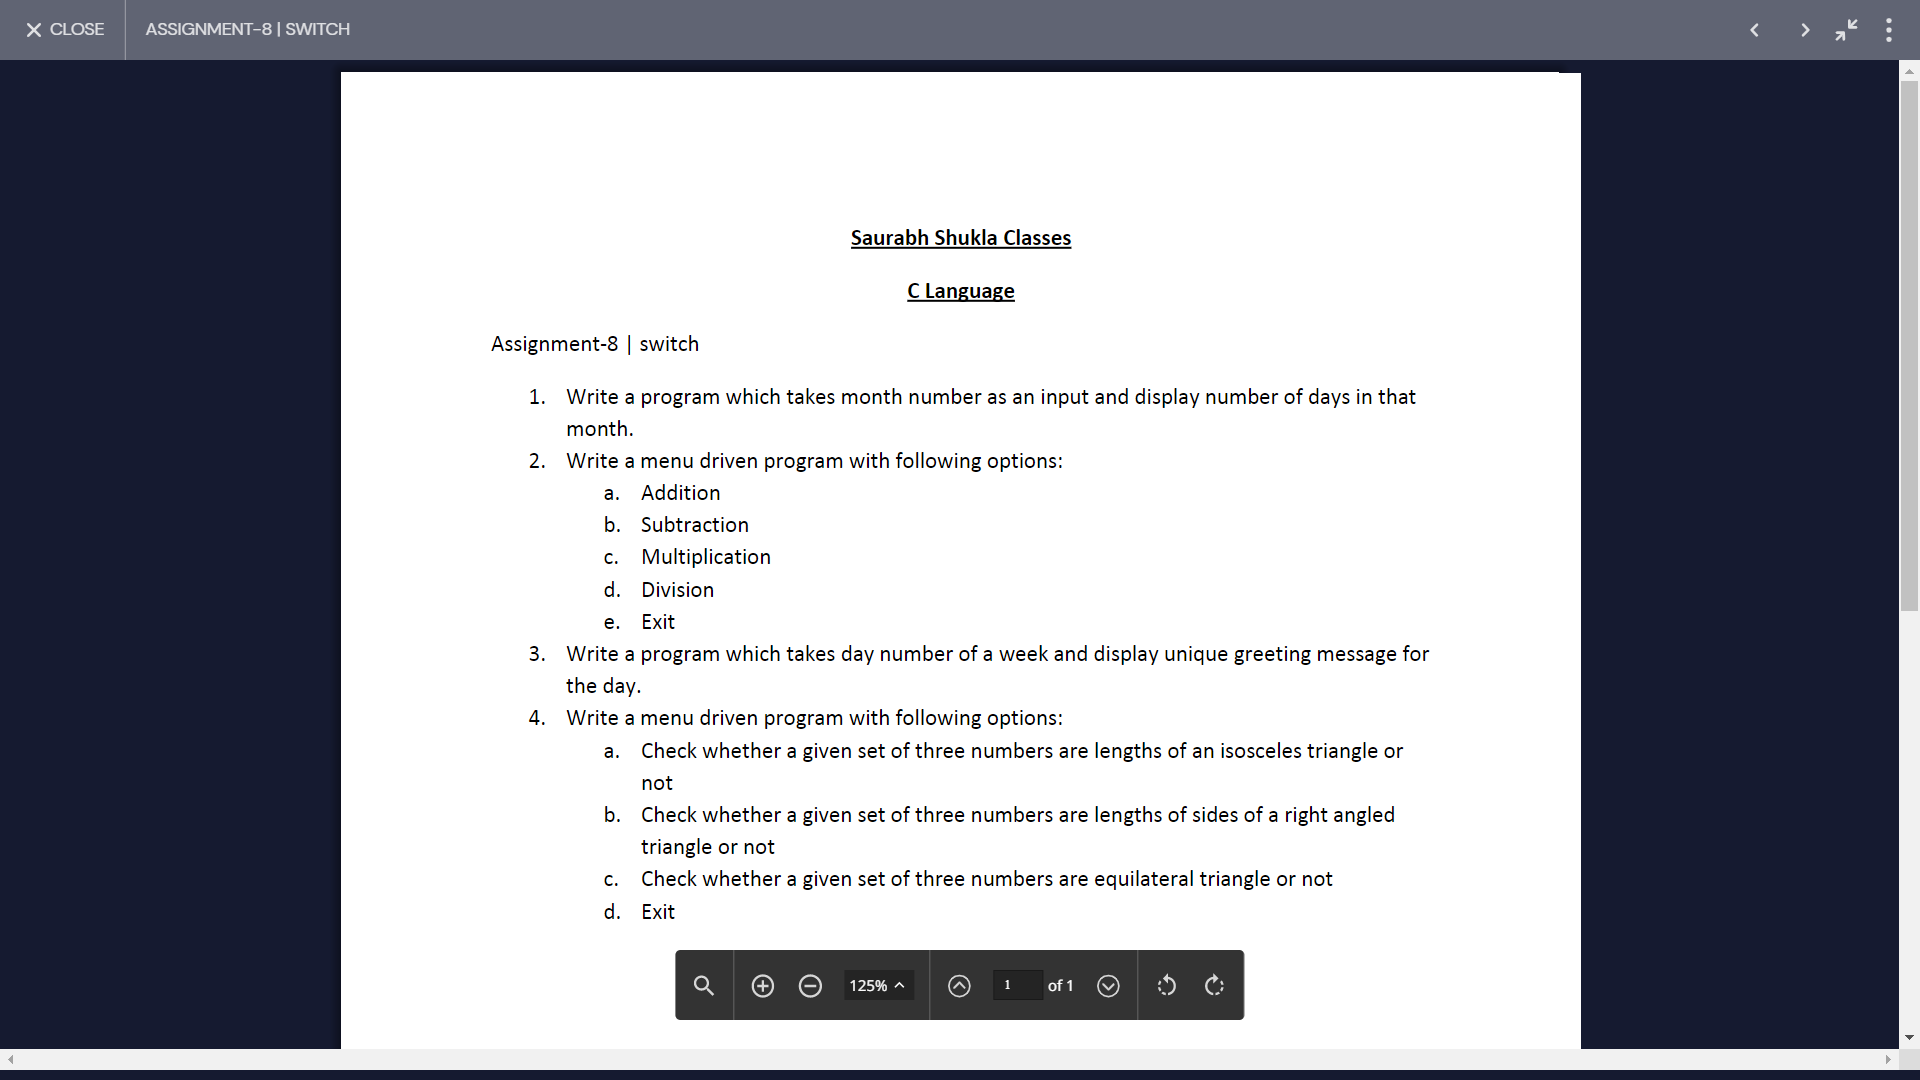 CLOSE
ASSIGNMENT-8 | SWITCH
Saurabh Shukla Classes
C Language
Assignment-8 | switch
1. Write a program which takes month number as an input and display number of days in that
month.
2. Write a menu driven program with following options:
a. Addition
b. Subtraction
c. Multiplication
d. Division
e. Exit
3. Write a program which takes day number of a week and display unique greeting message for
the day.
4. Write a menu driven program with following options:
a. Check whether a given set of three numbers are lengths of an isosceles triangle or
not
b. Check whether a given set of three numbers are lengths of sides of a right angled
triangle or not
c. Check whether a given set of three numbers are equilateral triangle or not
d. Exit
125% 1 of 1